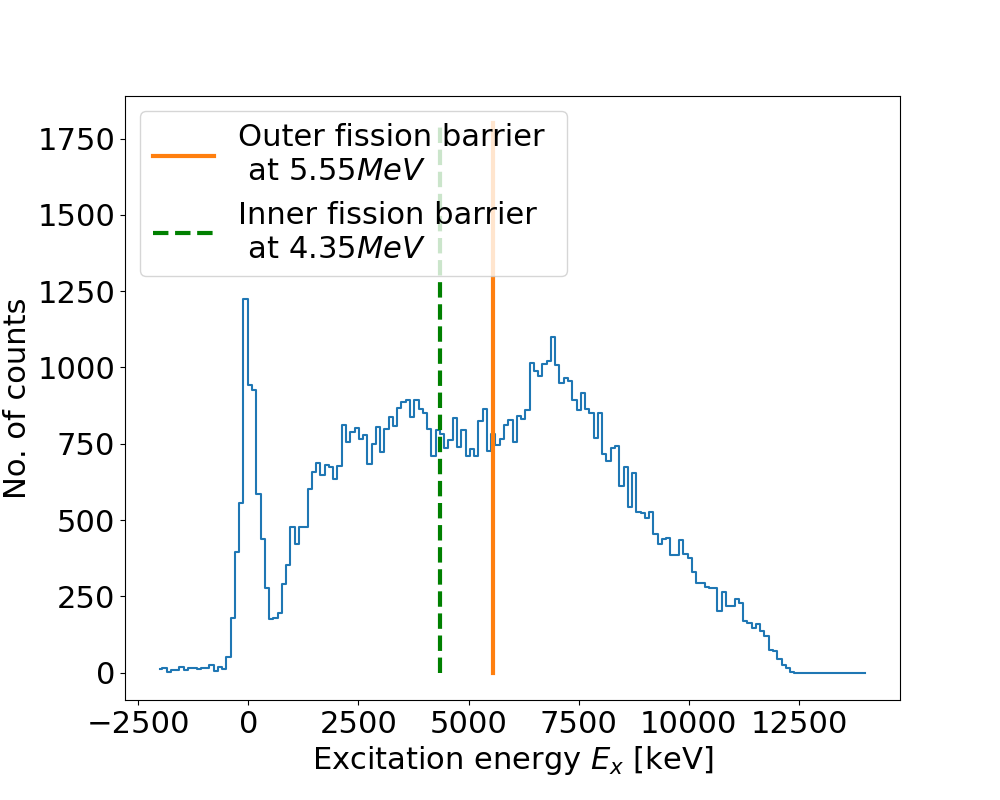 Outer fission barrier
at 5.55MeV
Inner fission barrier
at 4.35MeV
1750
1500
1250
1000
750
500
250
0
No. of counts
−2500 0 2500 5000 7500 10000 12500
Excitation energy Eₓ [keV]